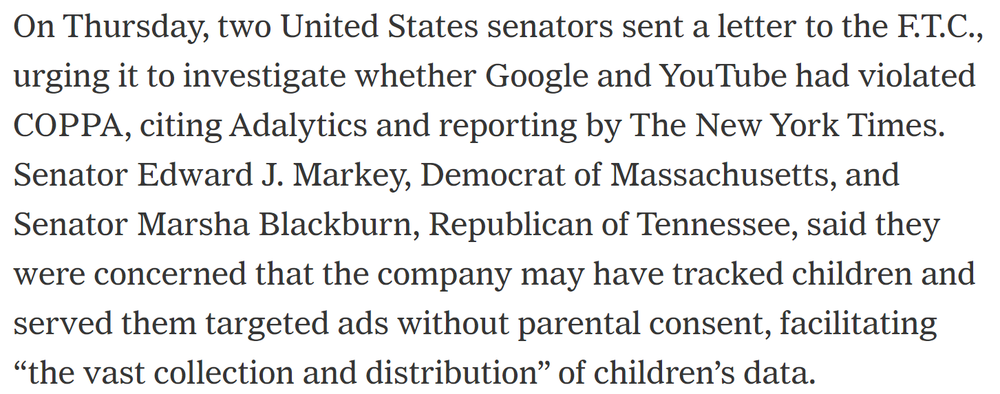 On Thursday, two United States senators sent a letter to the F.T.C.,
urging it to investigate whether Google and YouTube had violated
COPPA, citing Adalytics and reporting by The New York Times.
Senator Edward J. Markey, Democrat of Massachusetts, and
Senator Marsha Blackburn, Republican of Tennessee, said they
were concerned that the company may have tracked children and
served them targeted ads without parental consent, facilitating
“the vast collection and distribution” of children’s data.